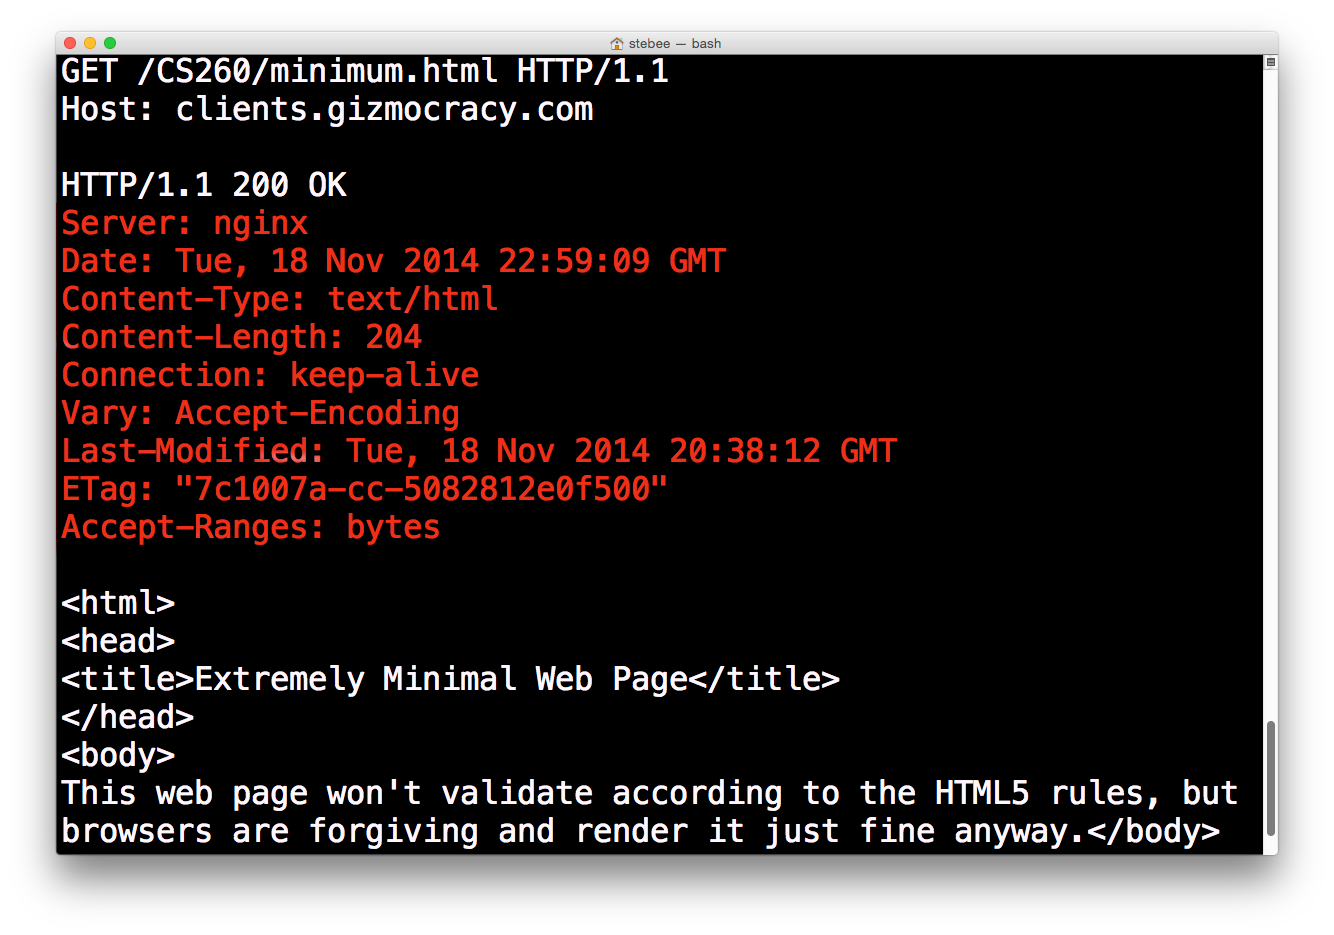 stebee — bash
GET /CS260/minimum.html HTTP/1.1
Host: clients.gizmocracy.com
HTTP/1.1 200 OK
Server: nginx
Date: Tue, 18 Nov 2014 22:59:09 GMT
Content-Type: text/html
Content-Length: 204
Connection: keep-alive
Vary: Accept-Encoding
Last-Modified: Tue, 18 Nov 2014 20:38:12 GMT
ETag: "7c1007a-cc-5082812e0f500"
Accept-Ranges: bytes
<html>
<head>
<title>Extremely Minimal Web Page</title>
</head>
<body>
This web page won't validate according to the HTML5 rules, but
browsers are forgiving and render it just fine anyway.</body>